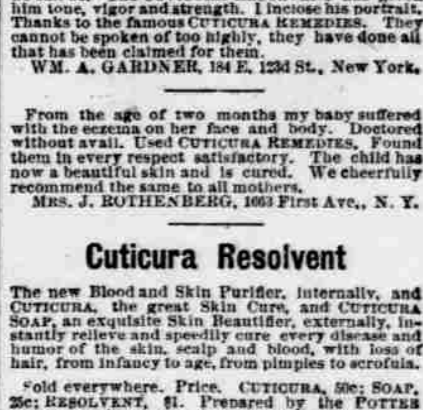 him tone, vigor and strength. I inclose his portrait.
Thanks to the famous CUTICURA REMEDIES. They
cannot be spoken of too highly, they have done all
that has been claimed for them.
WM. A. GARDNER, 184 E. 123d St., New York.
From the age of two months my baby suffered
with the eczema on her face and body. Doctored
without avail. Used CUTICURA REMEDIES. Found
them in every respect satisfactory. The child has
now a beautiful skin and is cured. We cheerfully
recommend the same to all mothers.
MRS. J. ROTHENBERG, 1663 First Ave., N. Y.
Cuticura Resolvent
The new Blood and Skin Purifier, internally, and
CUTICURA, the great Skin Cure, and CUTICURA
SOAP, an exquisite Skin Beautifier, externally, in-
stantly relieve and speedily cure every disease and
humor of the skin, scalp and blood, with loss of
hair, from infancy to age, from pimples to scrofula.
Sold everywhere. Price, CUTICURA, 50c; SOAP,
25c; RESOLVENT, $1. Prepared by the POTTER